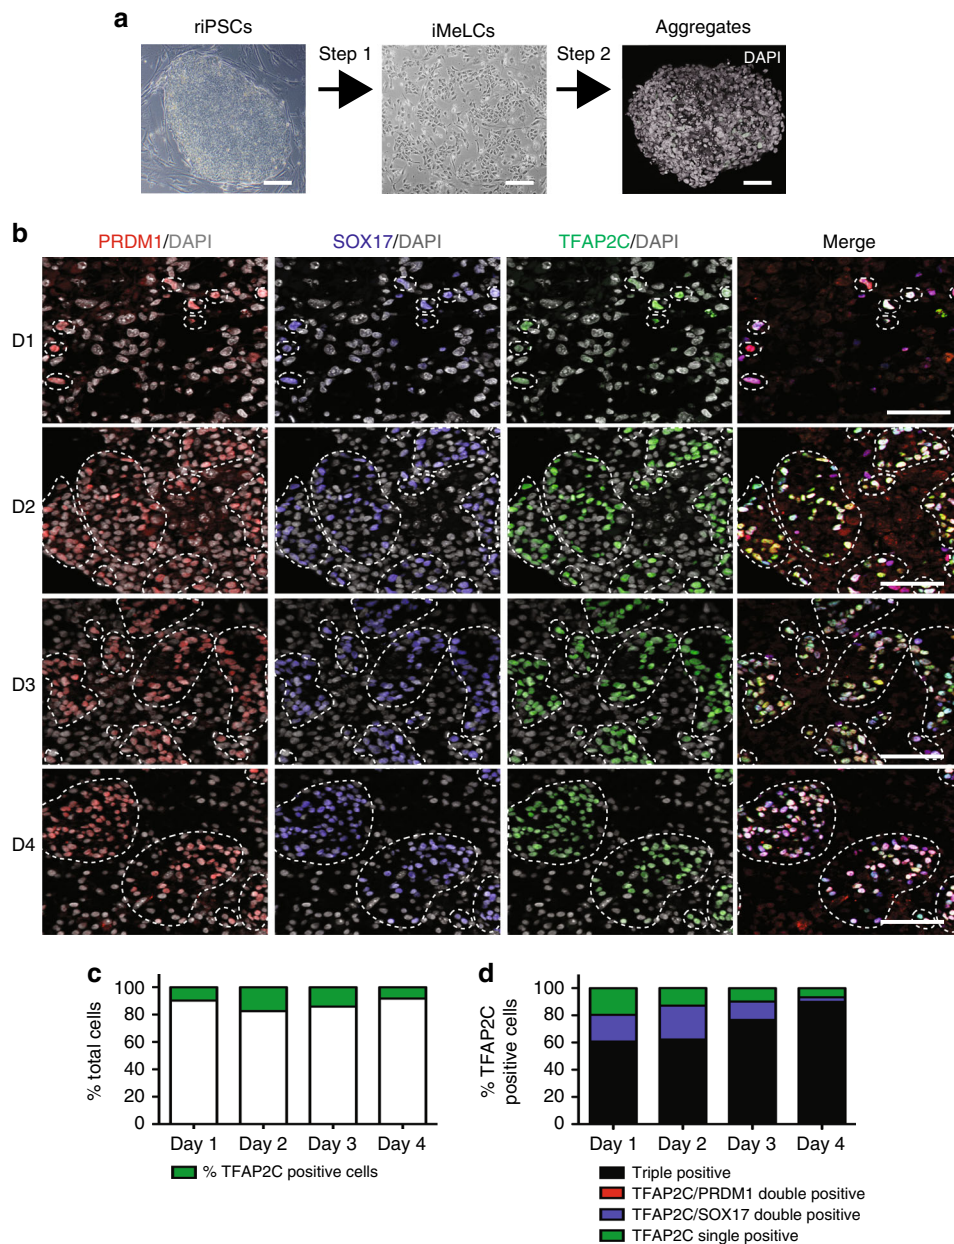 a
riPSCs
iMeLCs
Aggregates
Step 1
Step 2
DAPI
b
PRDM1/DAPI
SOX17/DAPI
TFAP2C/DAPI
Merge
D1
D2
D3
D4
c
% total cells
100
80
60
40
20
0
Day 1
Day 2
Day 3
Day 4
% TFAP2C positive cells
d
% TFAP2C
positive cells
100
80
60
40
20
0
Day 1
Day 2
Day 3
Day 4
Triple positive
TFAP2C/PRDM1 double positive
TFAP2C/SOX17 double positive
TFAP2C single positive